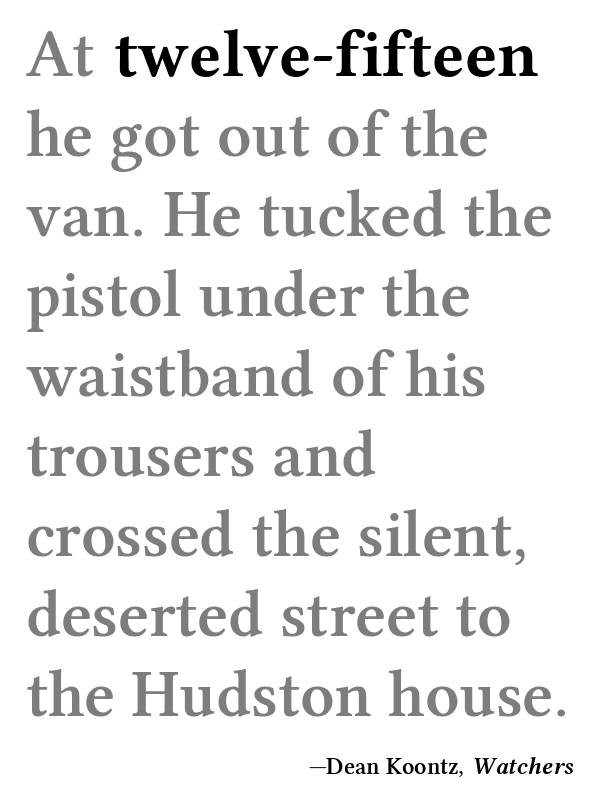 At twelve-fifteen
he got out of the
van. He tucked the
pistol under the
waistband of his
trousers and
crossed the silent,
deserted street to
the Hudston house.
—Dean Koontz, Watchers